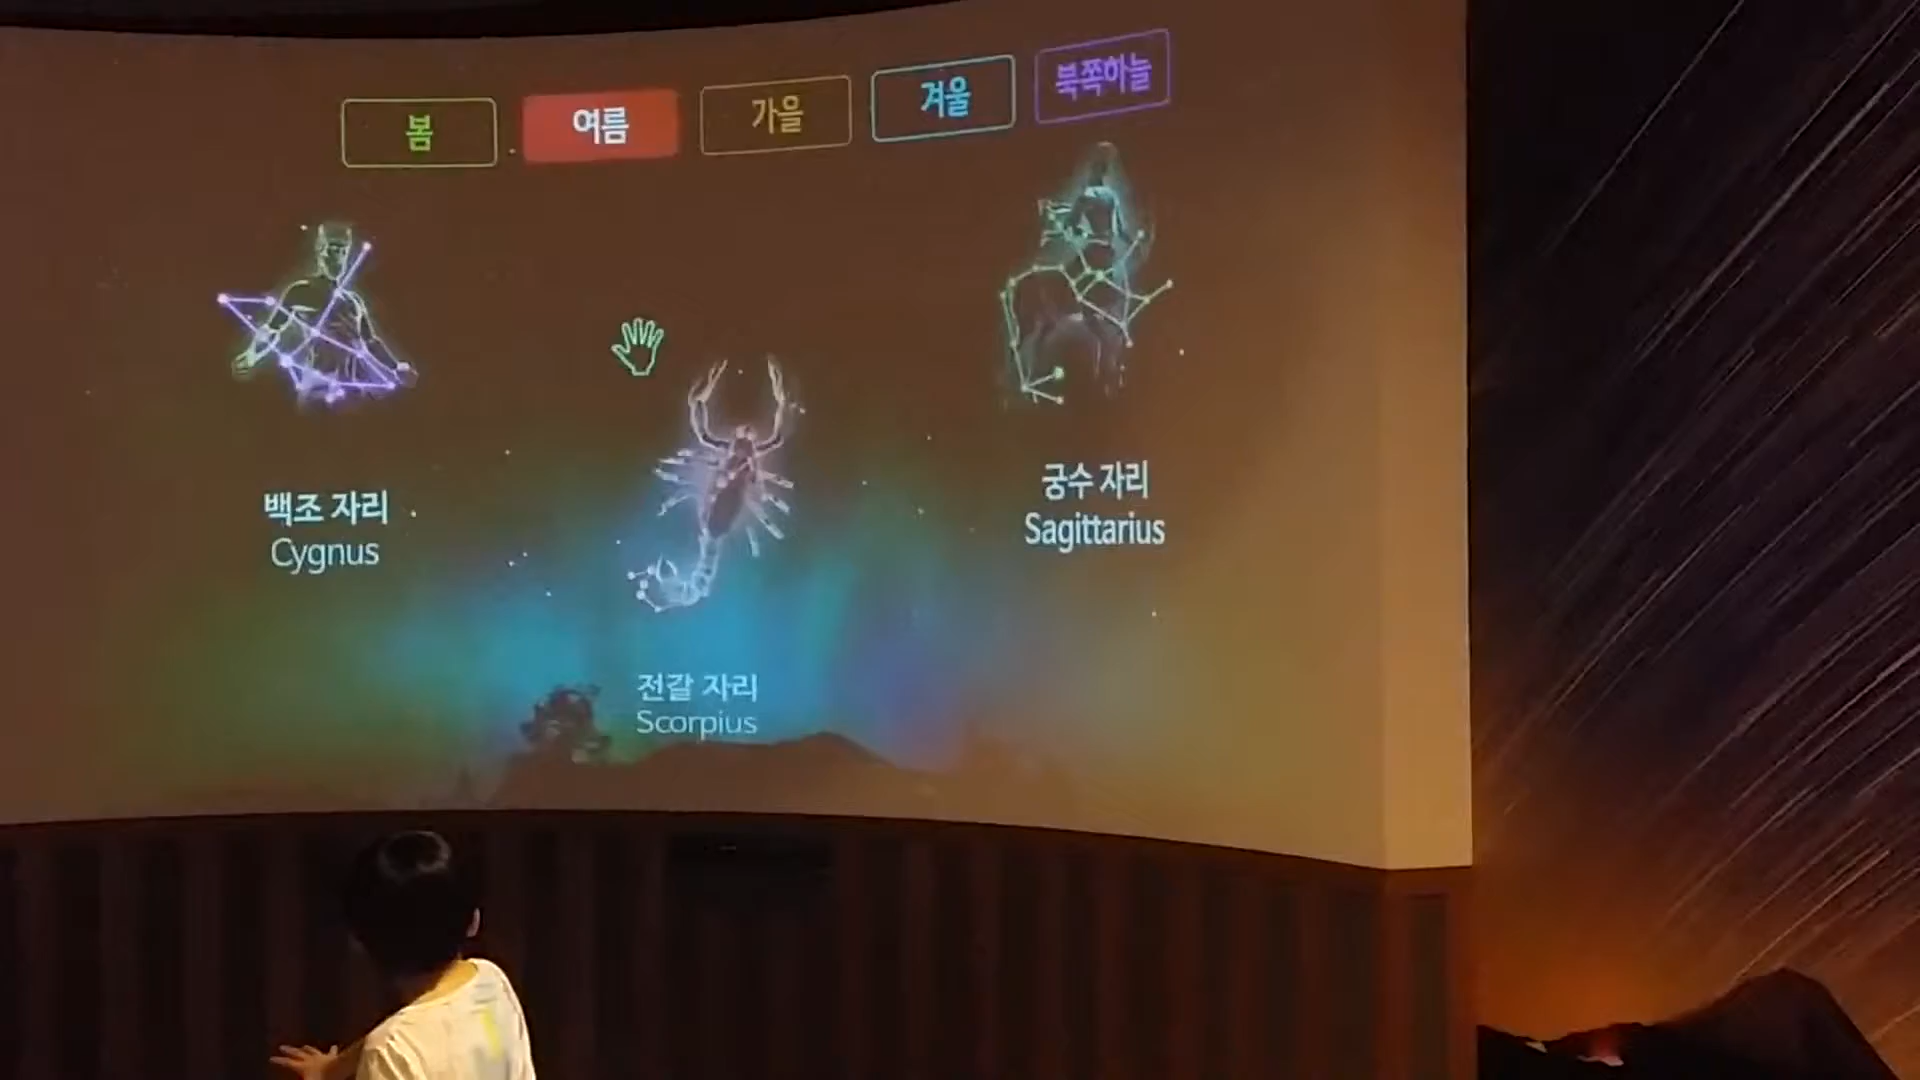 봄
여름
가을
겨울
북쪽하늘
백조 자리
Cygnus
전갈 자리
Scorpius
궁수 자리
Sagittarius